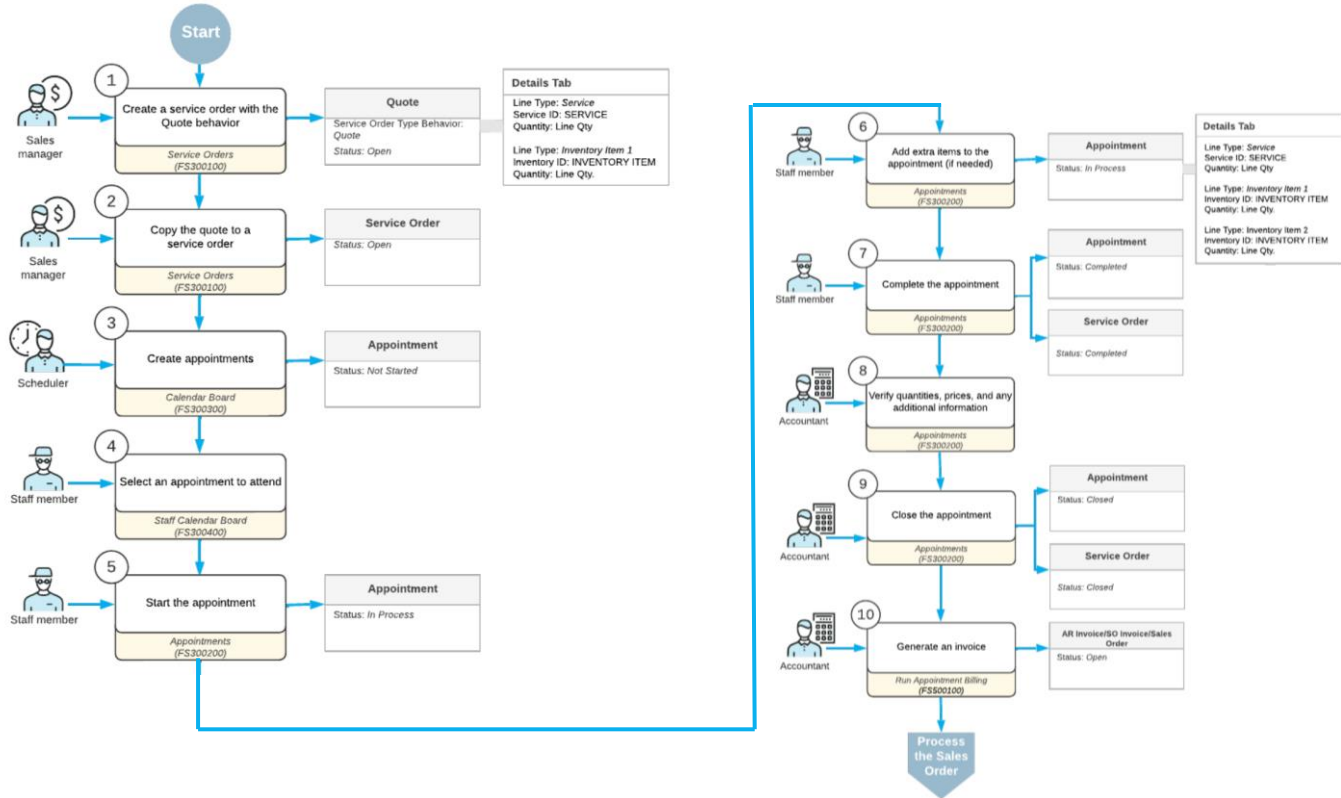 Start
1
Create a service order with the
Quote behavior
Service Orders
(FS300100)
Sales
manager
Quote
Service Order Type Behavior:
Quote
Status: Open
Details Tab
Line Type: Service
Service ID: SERVICE
Quantity: Line Qty
Line Type: Inventory Item 1
Inventory ID: INVENTORY ITEM
Quantity: Line Qty.
2
Copy the quote to a
service order
Service Orders
(FS300100)
Sales
manager
Service Order
Status: Open
3
Create appointments
Calendar Board
(FS300300)
Scheduler
Appointment
Status: Not Started
4
Select an appointment to attend
Staff Calendar Board
(FS300400)
Staff member
5
Start the appointment
Appointments
(FS300200)
Staff member
Appointment
Status: In Process
6
Add extra items to the
appointment (if needed)
Appointments
(FS300200)
Staff member
Appointment
Status: In Process
Details Tab
Line Type: Service
Service ID: SERVICE
Quantity: Line Qty
Line Type: Inventory Item 1
Inventory ID: INVENTORY ITEM
Quantity: Line Qty.
Line Type: Inventory Item 2
Inventory ID: INVENTORY ITEM
Quantity: Line Qty.
7
Complete the appointment
Appointments
(FS300200)
Staff member
Appointment
Status: Completed
Service Order
Status: Completed
8
Verify quantities, prices, and any
additional information
Appointments
(FS300200)
Accountant
9
Close the appointment
Appointments
(FS300200)
Accountant
Appointment
Status: Closed
Service Order
Status: Closed
10
Generate an invoice
Run Appointment Billing
(FS500100)
Accountant
AR Invoice/SO Invoice/Sales
Order
Status: Open
Process
the Sales
Order